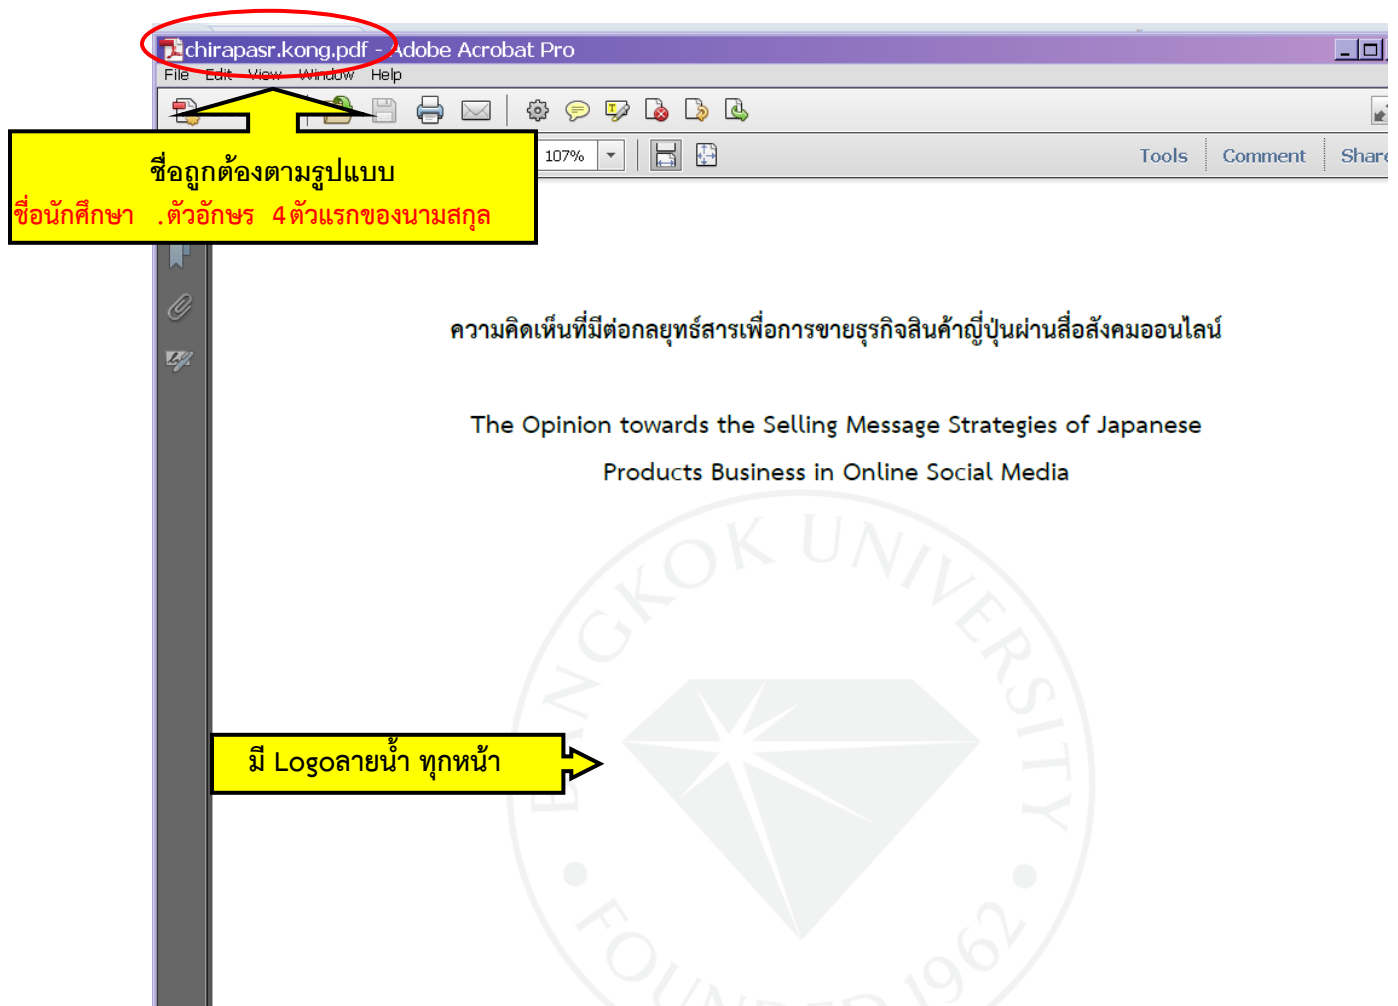 chirapasr.kong.pdf - Adobe Acrobat Pro
File Edit View Window Help
107%
Tools Comment Share
ชื่อถูกต้องตามรูปแบบ
ชื่อนักศึกษา .ตัวอักษร 4ตัวแรกของนามสกุล
ความคิดเห็นที่มีต่อกลยุทธ์สารเพื่อการขายธุรกิจสินค้าญี่ปุ่นผ่านสื่อสังคมออนไลน์
The Opinion towards the Selling Message Strategies of Japanese
Products Business in Online Social Media
มี Logoลายน้ำ ทุกหน้า
BANGKOK UNIVERSITY
FOUNDED 1962